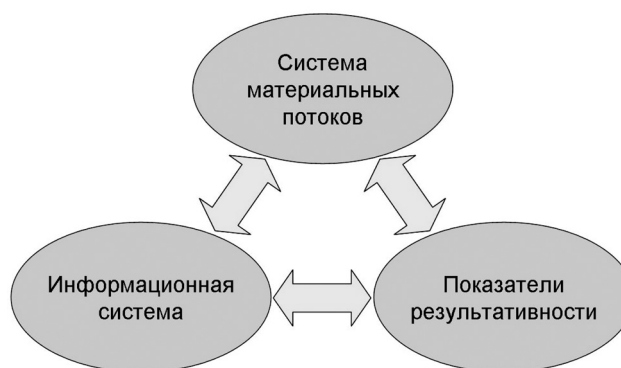 Система
материальных
потоков
Информационная
система
Показатели
результативности